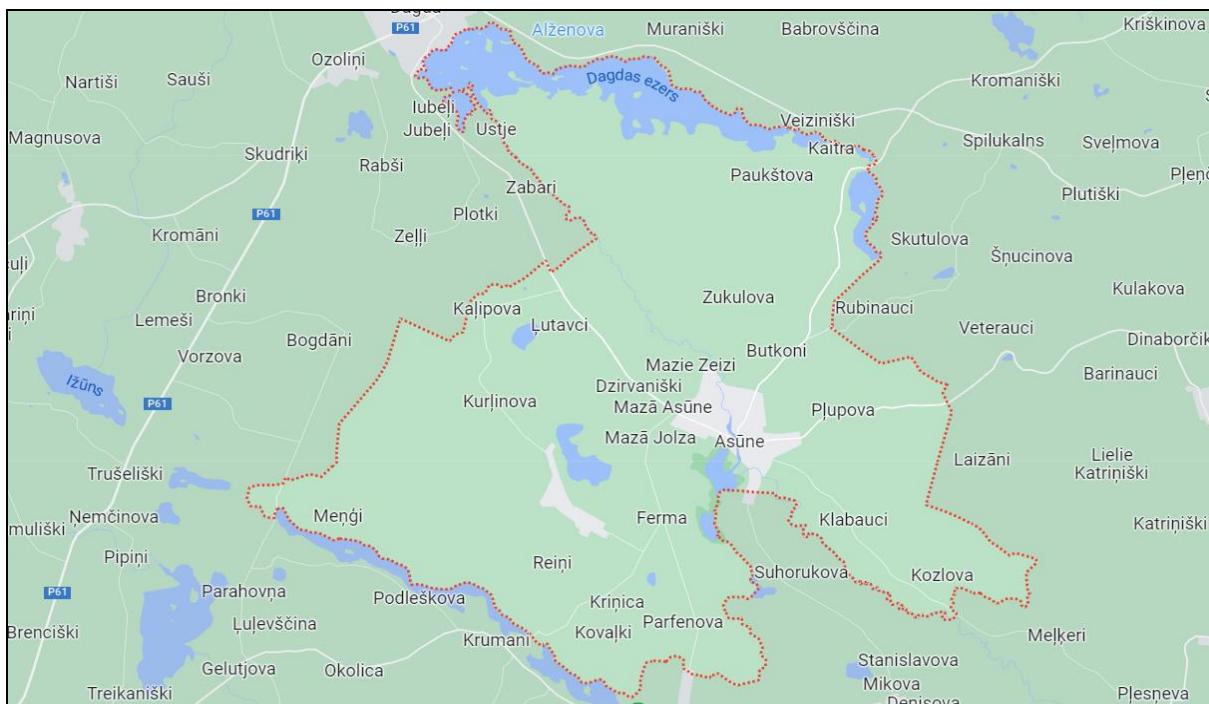 Dagda
P61
Alženova
Muraniški
Babrovščina
Kriškinova
Ozoliņi
Nartiši
Sauši
Dagdas ezers
Kromaniški
Iubeļi
Jubeļi
Ustje
Veiziniški
Magnusova
Skudriķi
Rabši
Kaitra
Spilukalns
Sveļmova
Zabari
Paukštova
Plutiški
P61
Plotki
Kromāni
Zeļļi
Skutulova
Šņucinova
Bronki
Zukulova
Kulakova
Kaļipova
Rubinauci
Lemeši
Ļutavci
Veterauci
Bogdāni
Dinaborčik
Vorzova
Butkoni
Mazie Zeizi
Ižūns
Dzirvaniški
Barinauci
P61
Kurļinova
Mazā Asūne
Pļupova
Mazā Jolza
Asūne
Trušeliški
Laizāni
Lielie
Katriņiški
Ņemčinova
Meņģi
Ferma
Klabauci
Katriņiški
muliški
Pipiņi
Reiņi
Suhorukova
Kozlova
P61
Parahovņa
Podleškova
Kriņica
Brenciški
Ļuļevščina
Kovaļki
Parfenova
Krumani
Meļķeri
Gelutjova
Okolica
Stanislavova
Treikaniški
Mikova
Pļesņeva
Denisova